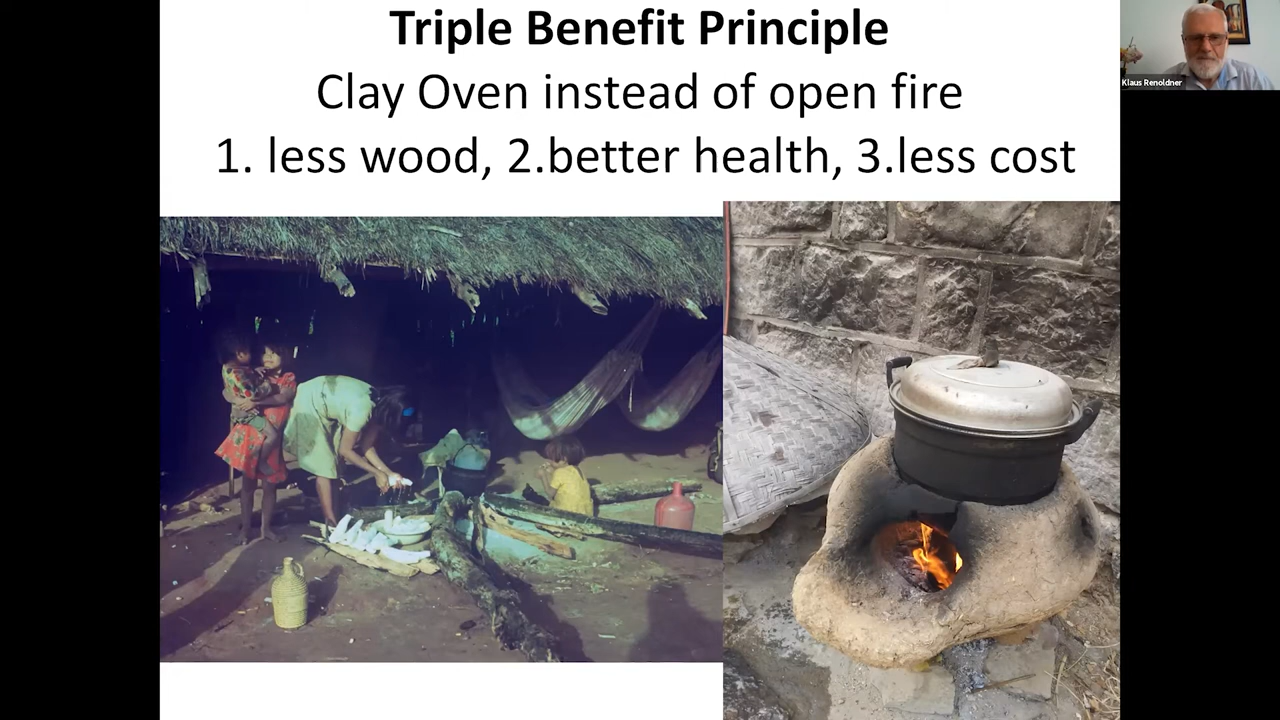 Triple Benefit Principle
Clay Oven instead of open fire
1. less wood, 2.better health, 3.less cost
Klaus Renoldner